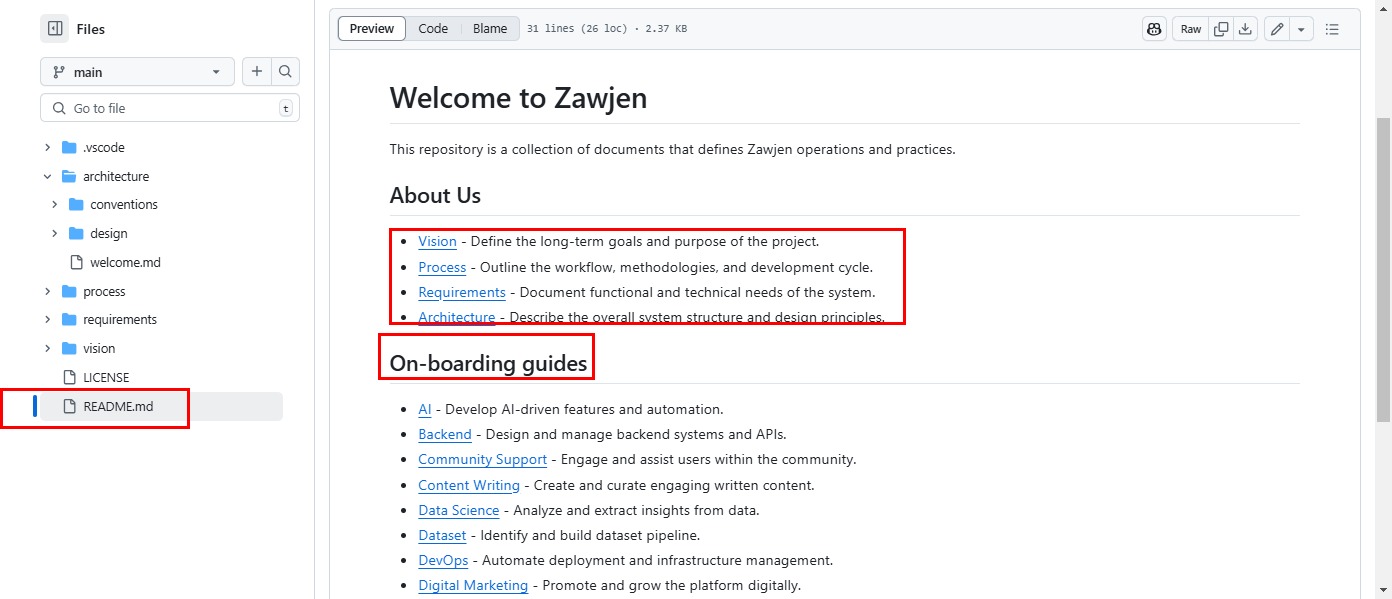 Files
main
Go to file
t
.vscode
architecture
conventions
design
welcome.md
process
requirements
vision
LICENSE
README.md
Preview Code Blame 31 lines (26 loc) · 2.37 KB
Raw
Welcome to Zawjen
This repository is a collection of documents that defines Zawjen operations and practices.
About Us
• Vision - Define the long-term goals and purpose of the project.
• Process - Outline the workflow, methodologies, and development cycle.
• Requirements - Document functional and technical needs of the system.
• Architecture - Describe the overall system structure and design principles.
On-boarding guides
• AI - Develop AI-driven features and automation.
• Backend - Design and manage backend systems and APIs.
• Community Support - Engage and assist users within the community.
• Content Writing - Create and curate engaging written content.
• Data Science - Analyze and extract insights from data.
• Dataset - Identify and build dataset pipeline.
• DevOps - Automate deployment and infrastructure management.
• Digital Marketing - Promote and grow the platform digitally.